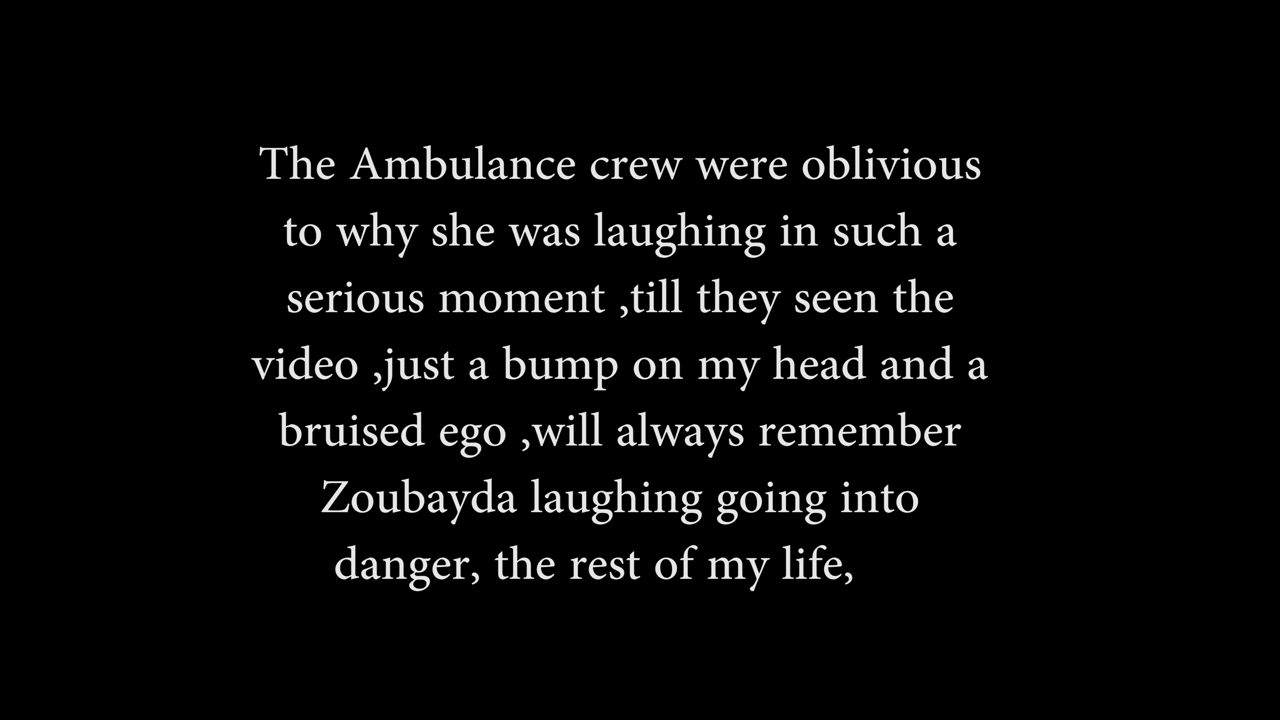 The Ambulance crew were oblivious
to why she was laughing in such a
serious moment ,till they seen the
video ,just a bump on my head and a
bruised ego ,will always remember
Zoubayda laughing going into
danger, the rest of my life,